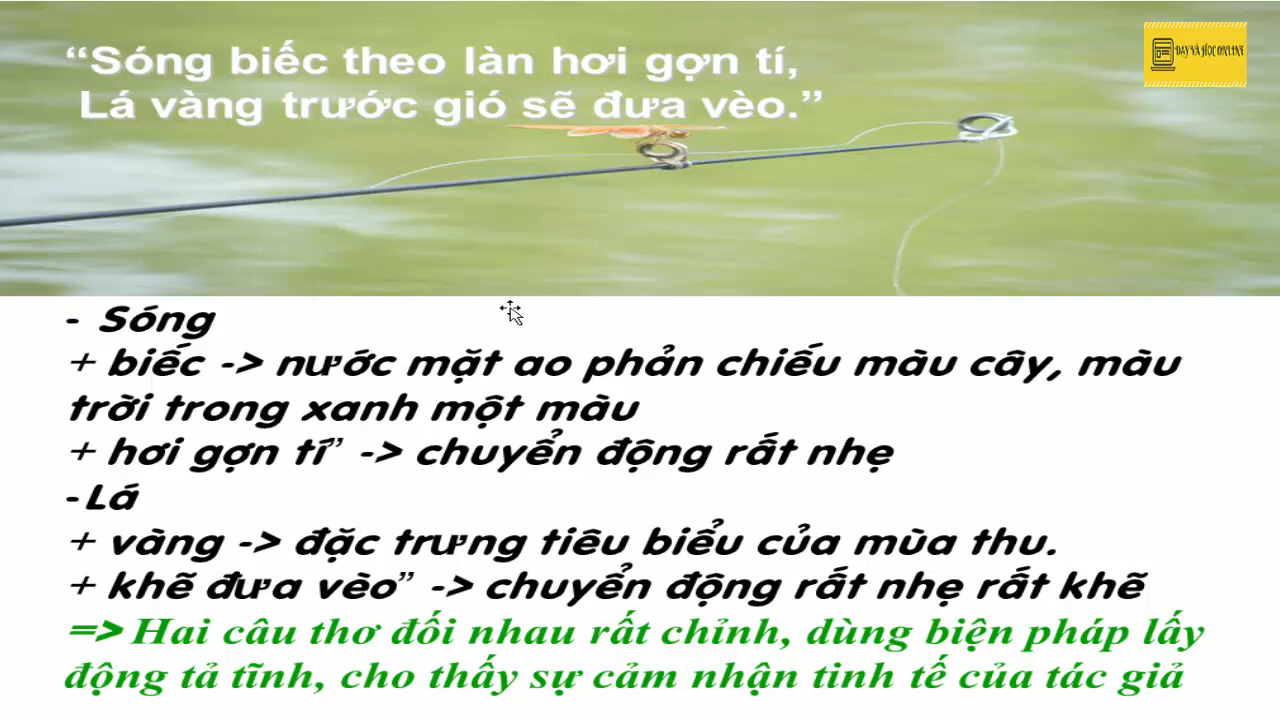 “Sóng biếc theo làn hơi gợn tí,
Lá vàng trước gió sẽ đưa vèo.”
DẠY VÀ HỌC ONLINE
- Sóng
+ biếc -> nước mặt ao phản chiếu màu cây, màu
trời trong xanh một màu
+ hơi gợn tí” -> chuyển động rất nhẹ
- Lá
+ vàng -> đặc trưng tiêu biểu của mùa thu.
+ khẽ đưa vèo” -> chuyển động rất nhẹ rất khẽ
=> Hai câu thơ đối nhau rất chỉnh, dùng biện pháp lấy
động tả tĩnh, cho thấy sự cảm nhận tinh tế của tác giả